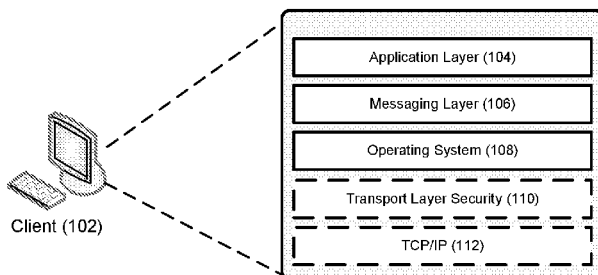 Application Layer (104)
Messaging Layer (106)
Operating System (108)
Transport Layer Security (110)
TCP/IP (112)
Client (102)